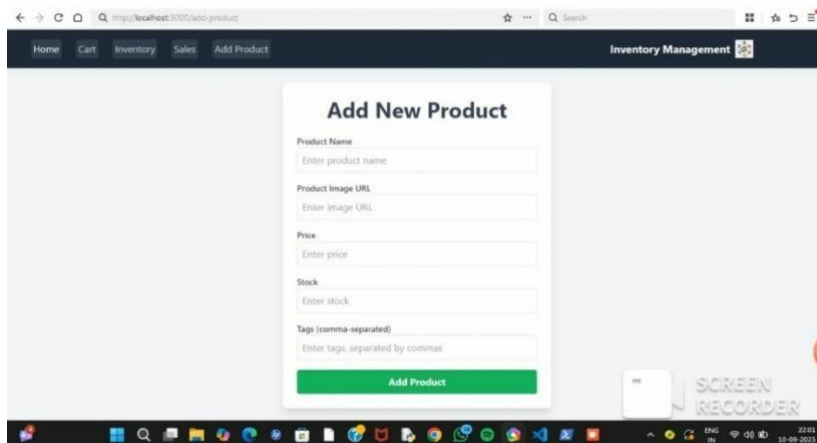 http://localhost:3000/add-product
Search
Home Cart Inventory Sales Add Product
Inventory Management
Add New Product
Product Name
Enter product name
Product Image URL
Enter image URL
Price
Enter price
Stock
Enter stock
Tags (comma-separated)
Enter tags, separated by commas
Add Product
SCREEN
RECORDER
ENG
IN
22:01
10-09-2023